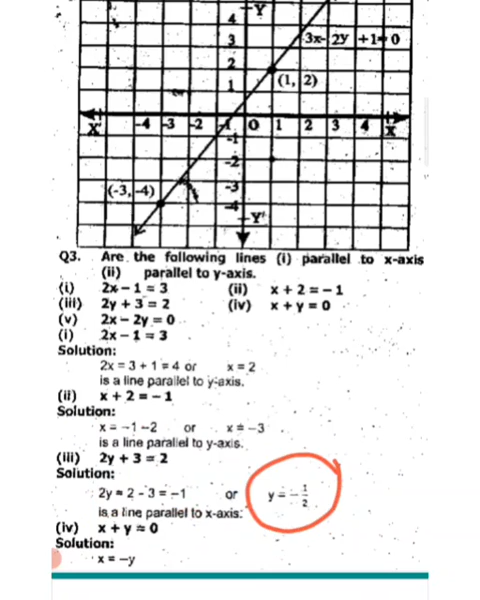 Y
4
3x- 2y +1= 0
3
2
1
(1, 2)
X' -4 -3 -2 -1 0 1 2 3 4 X
-1
-2
(-3, -4)
-3
-4
Y'
Q3. Are the following lines (i) parallel to x-axis
(ii) parallel to y-axis.
(i) 2x - 1 = 3 (ii) x + 2 = - 1
(iii) 2y + 3 = 2 (iv) x + y = 0
(v) 2x - 2y = 0
(i) 2x - 1 = 3
Solution:
2x = 3 + 1 = 4 or x = 2
is a line parallel to y-axis.
(ii) x + 2 = - 1
Solution:
x = -1 -2 or x = -3
is a line parallel to y-axis.
(iii) 2y + 3 = 2
Solution:
2y = 2 - 3 = -1 or y = - 1/2
is a line parallel to x-axis.
(iv) x + y = 0
Solution:
x = -y